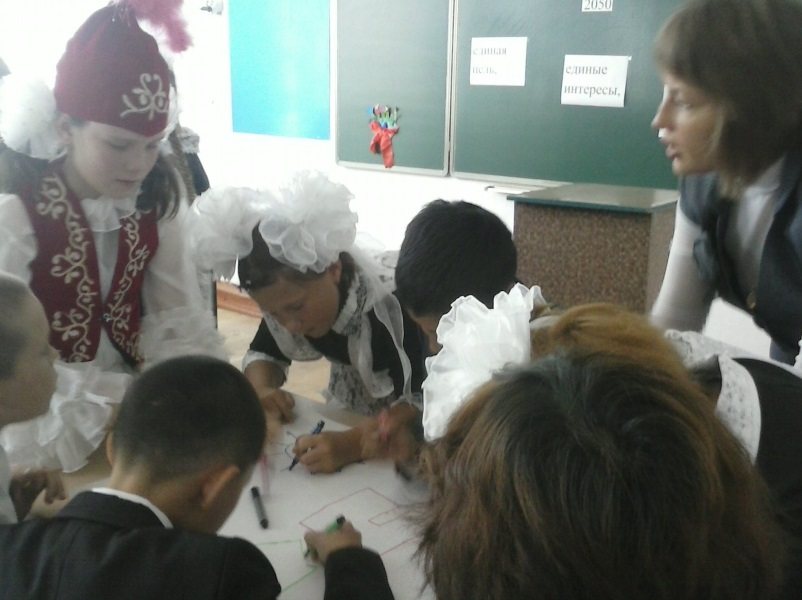 2050
единая
цель,
единые
интересы,